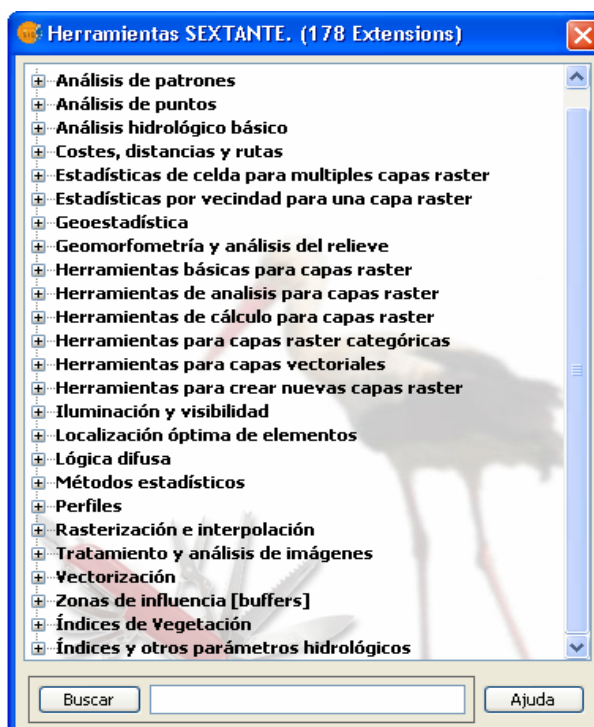 Herramientas SEXTANTE. (178 Extensions)
Análisis de patrones
Análisis de puntos
Análisis hidrológico básico
Costes, distancias y rutas
Estadísticas de celda para multiples capas raster
Estadísticas por vecindad para una capa raster
Geoestadística
Geomorfometría y análisis del relieve
Herramientas básicas para capas raster
Herramientas de analisis para capas raster
Herramientas de cálculo para capas raster
Herramientas para capas raster categóricas
Herramientas para capas vectoriales
Herramientas para crear nuevas capas raster
Iluminación y visibilidad
Localización óptima de elementos
Lógica difusa
Métodos estadísticos
Perfiles
Rasterización e interpolación
Tratamiento y análisis de imágenes
Vectorización
Zonas de influencia [buffers]
Índices de Vegetación
Índices y otros parámetros hidrológicos
Buscar Ajuda